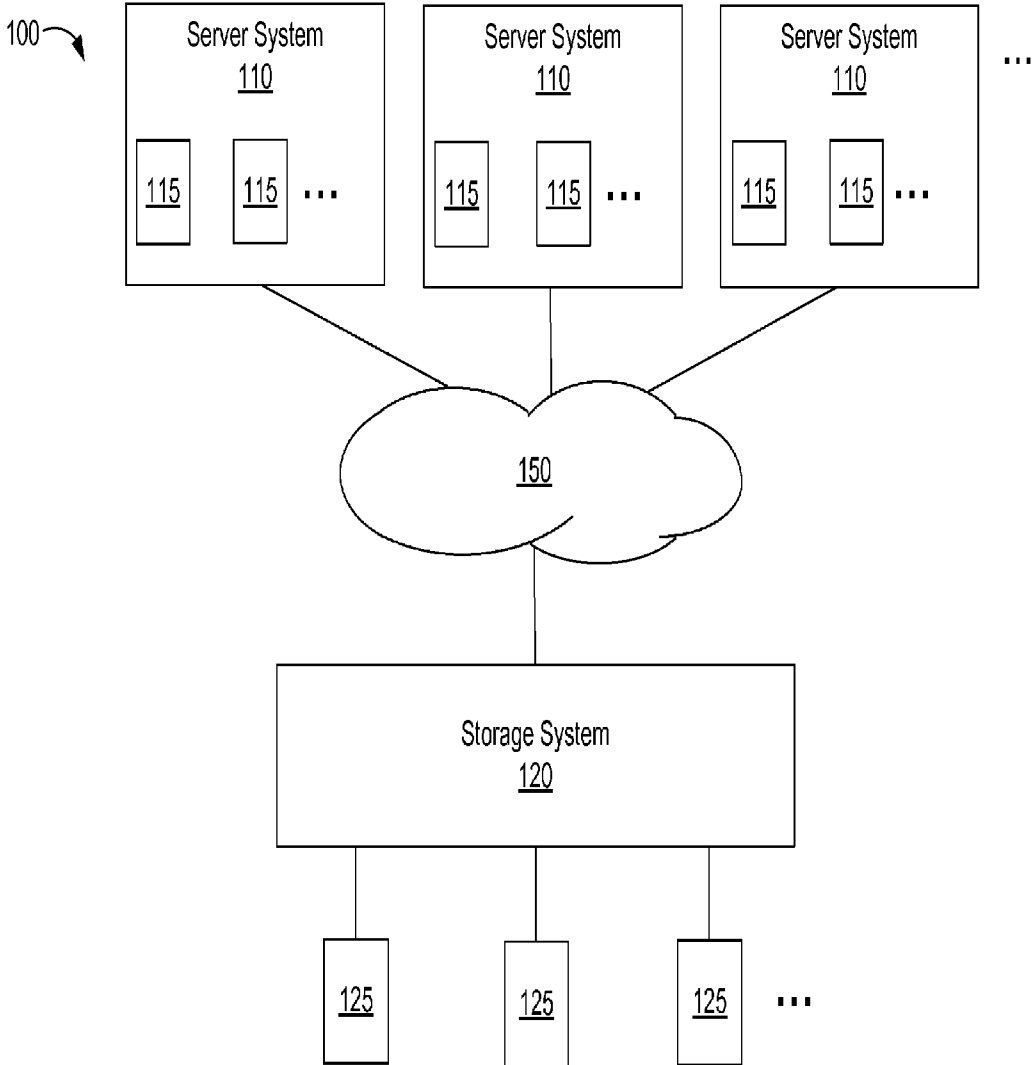 100
Server System
110
115 115 ...
Server System
110
115 115 ...
Server System
110
115 115 ...
...
150
Storage System
120
125 125 125 ...